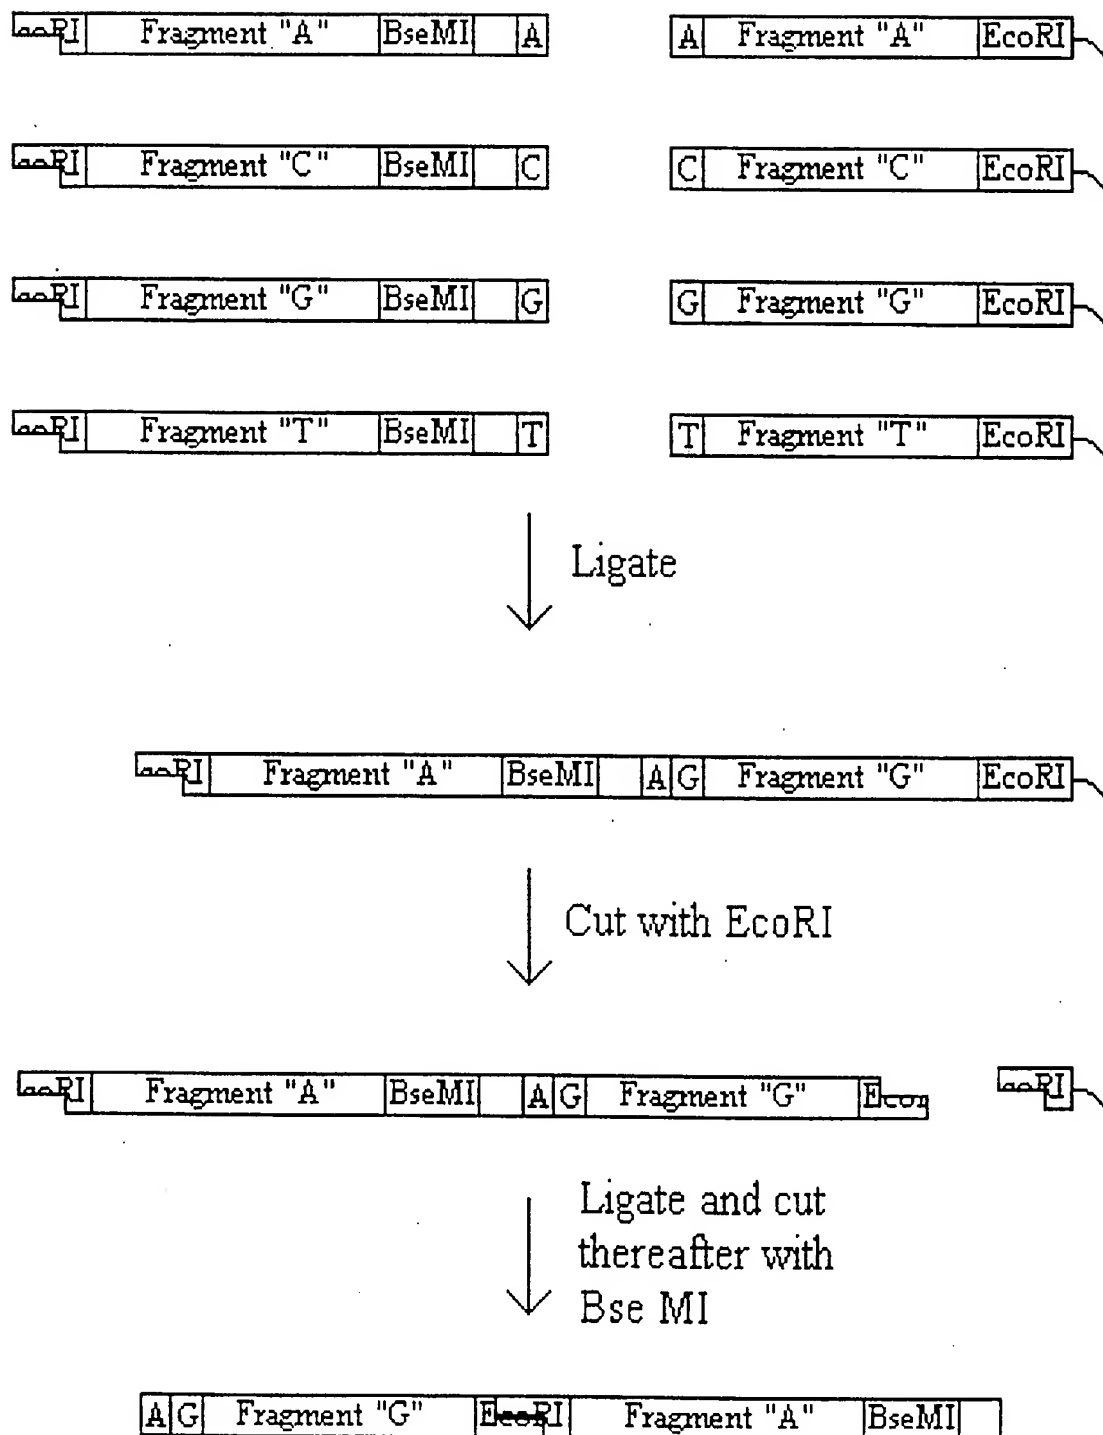 Fragment "A" BseMI A A Fragment "A" EcoRI
Fragment "C" BseMI C C Fragment "C" EcoRI
Fragment "G" BseMI G G Fragment "G" EcoRI
Fragment "T" BseMI T T Fragment "T" EcoRI
Ligate
Fragment "A" BseMI A G Fragment "G" EcoRI
Cut with EcoRI
Fragment "A" BseMI A G Fragment "G"
Ligate and cut
thereafter with
Bse MI
A G Fragment "G" EcoRI Fragment "A" BseMI